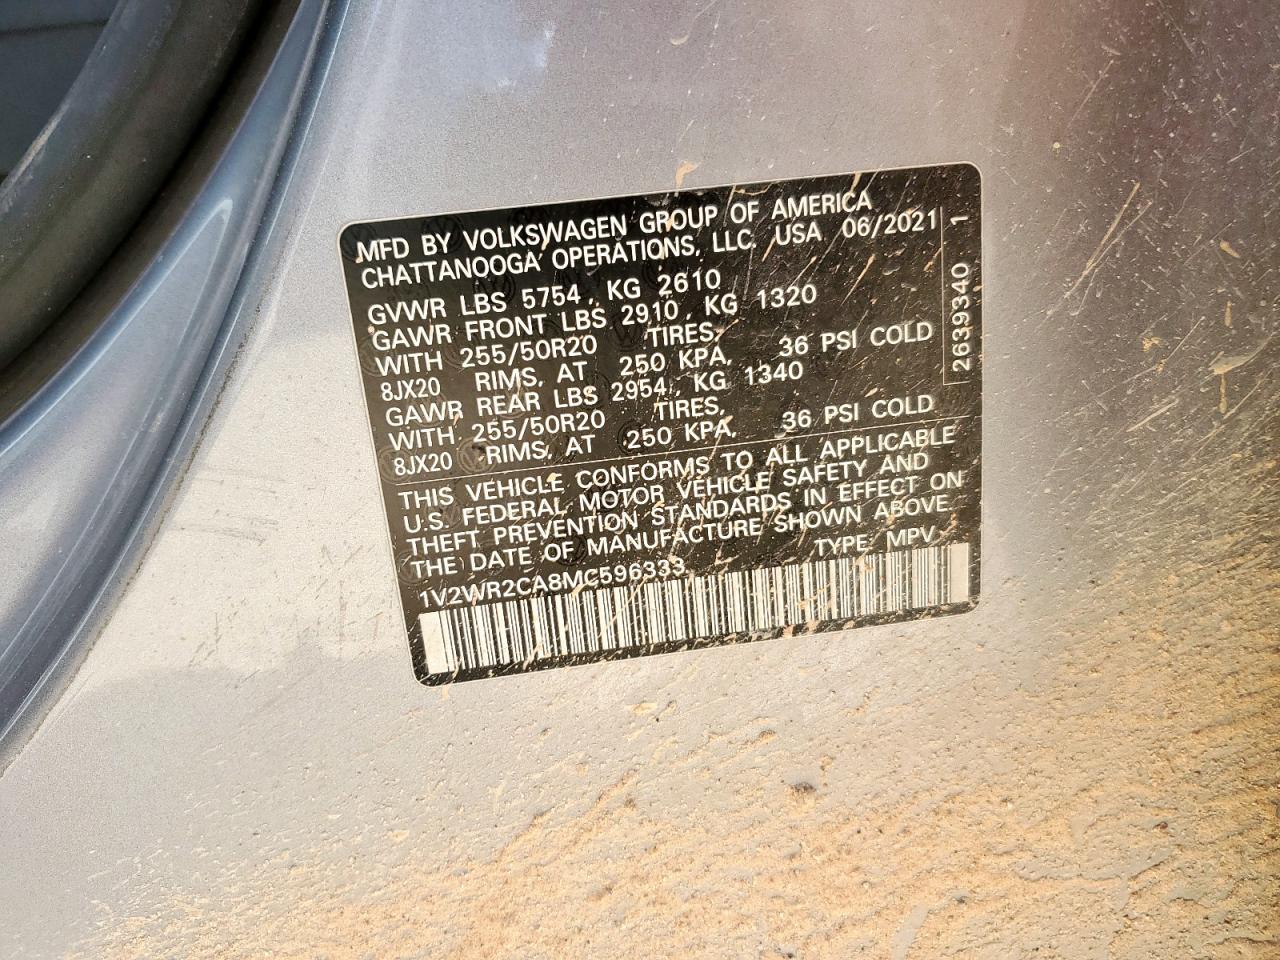 MFD BY VOLKSWAGEN GROUP OF AMERICA
CHATTANOOGA OPERATIONS, LLC. USA 06/2021
GVWR LBS 5754, KG 2610
GAWR FRONT LBS 2910, KG 1320
WITH 255/50R20 TIRES,
8JX20 RIMS, AT 250 KPA, 36 PSI COLD
GAWR REAR LBS 2954, KG 1340
WITH 255/50R20 TIRES,
8JX20 RIMS, AT 250 KPA, 36 PSI COLD
THIS VEHICLE CONFORMS TO ALL APPLICABLE
U.S. FEDERAL MOTOR VEHICLE SAFETY AND
THEFT PREVENTION STANDARDS IN EFFECT ON
THE DATE OF MANUFACTURE SHOWN ABOVE.
TYPE: MPV
1V2WR2CA8MC596333
2639340 1